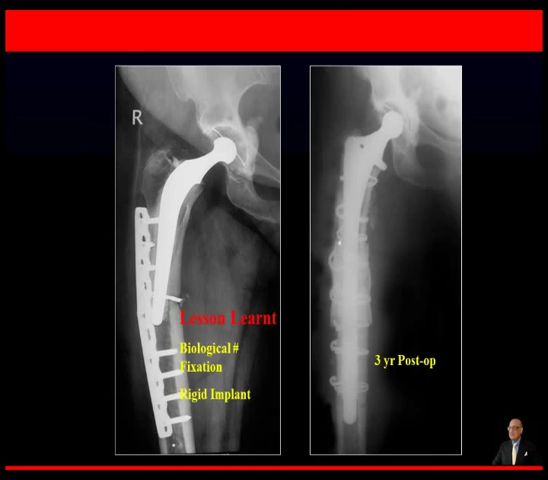 R
Lesson Learnt
Biological #
Fixation
Rigid Implant
3 yr Post-op